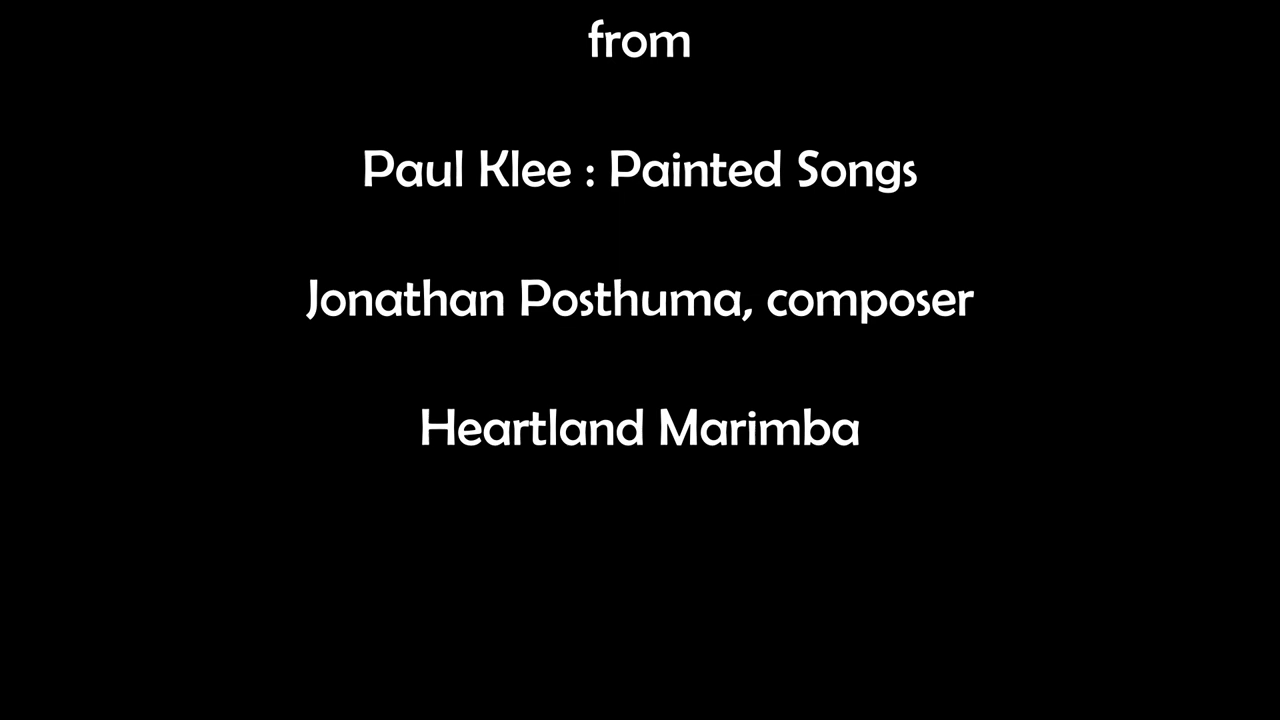 from
Paul Klee : Painted Songs
Jonathan Posthuma, composer
Heartland Marimba